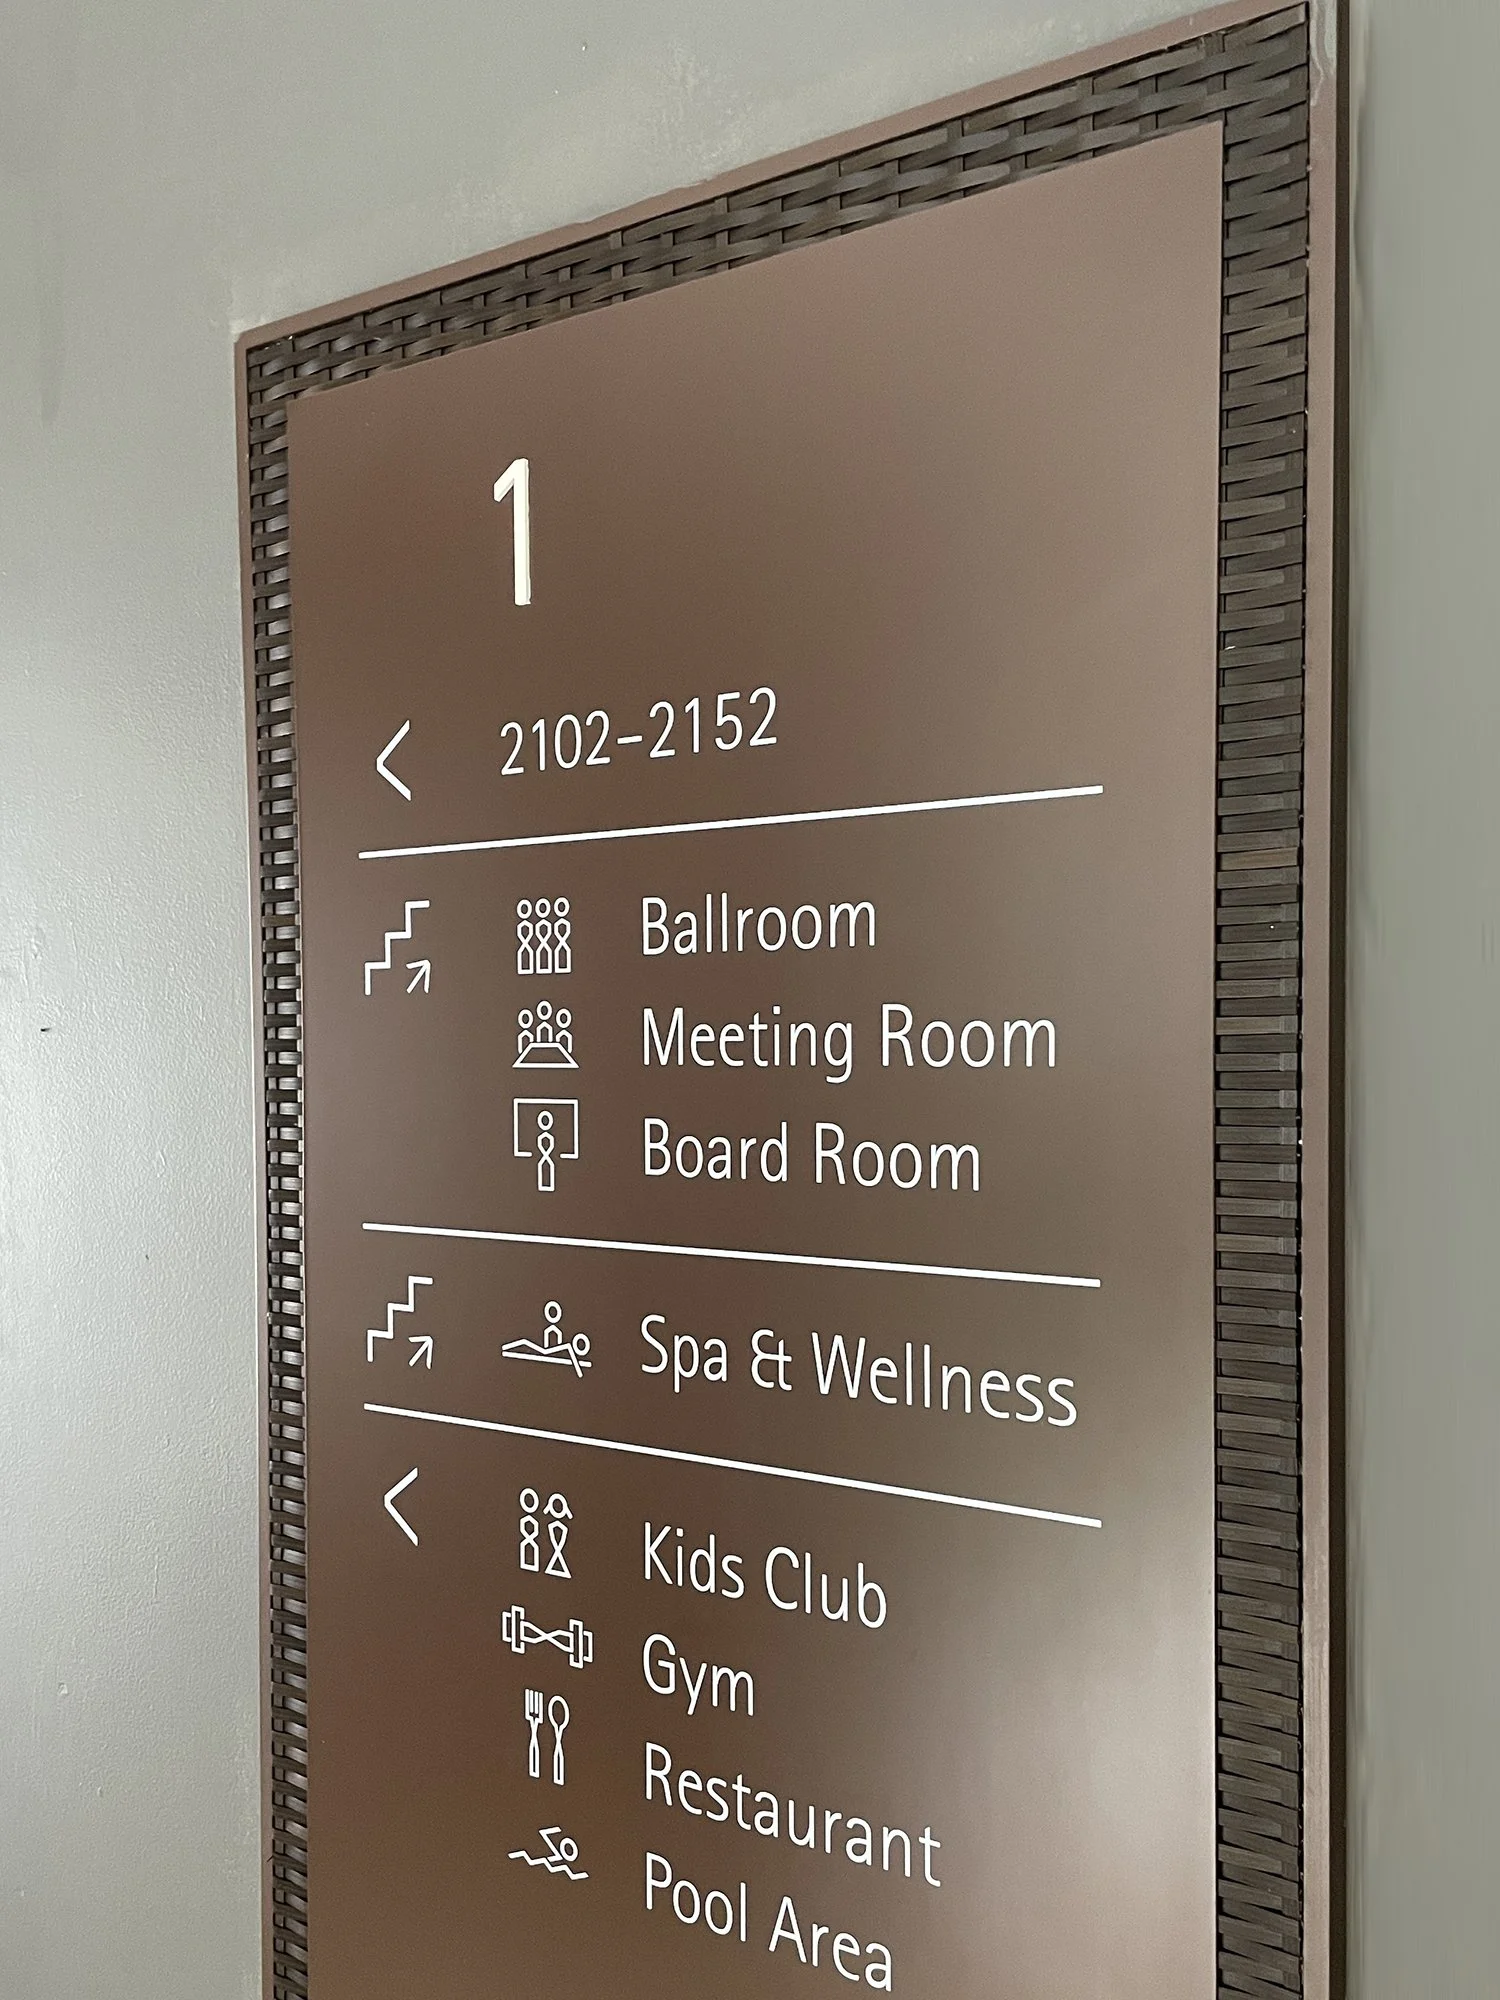 1
2102-2152
Ballroom
Meeting Room
Board Room
Spa & Wellness
Kids Club
Gym
Restaurant
Pool Area